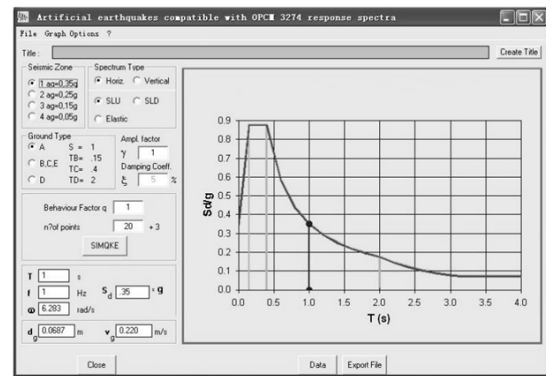 Artificial earthquakes compatible with OPCM 3274 response spectra
File Graph Options ?
Title : Create Title
Seismic Zone
1 ag=0,35g
2 ag=0,25g
3 ag=0,15g
4 ag=0,05g
Spectrum Type
Horiz. Vertical
SLU SLD
Elastic
Ground Type
A S = 1
TB= .15
B,C,E TC= .4
D TD= 2
Ampl. factor
γ 1
Damping Coeff.
ξ 5 %
Behaviour Factor q 1
n?of points 20 + 3
SIMQKE
T 1 s
f 1 Hz
ω 6.283 rad/s
Sd .35 * g
dg 0.0687 m vg 0.220 m/s
Sd/g
0.9
0.8
0.7
0.6
0.5
0.4
0.3
0.2
0.1
0.0
0.0 0.5 1.0 1.5 2.0 2.5 3.0 3.5 4.0
T (s)
Close Data Export File